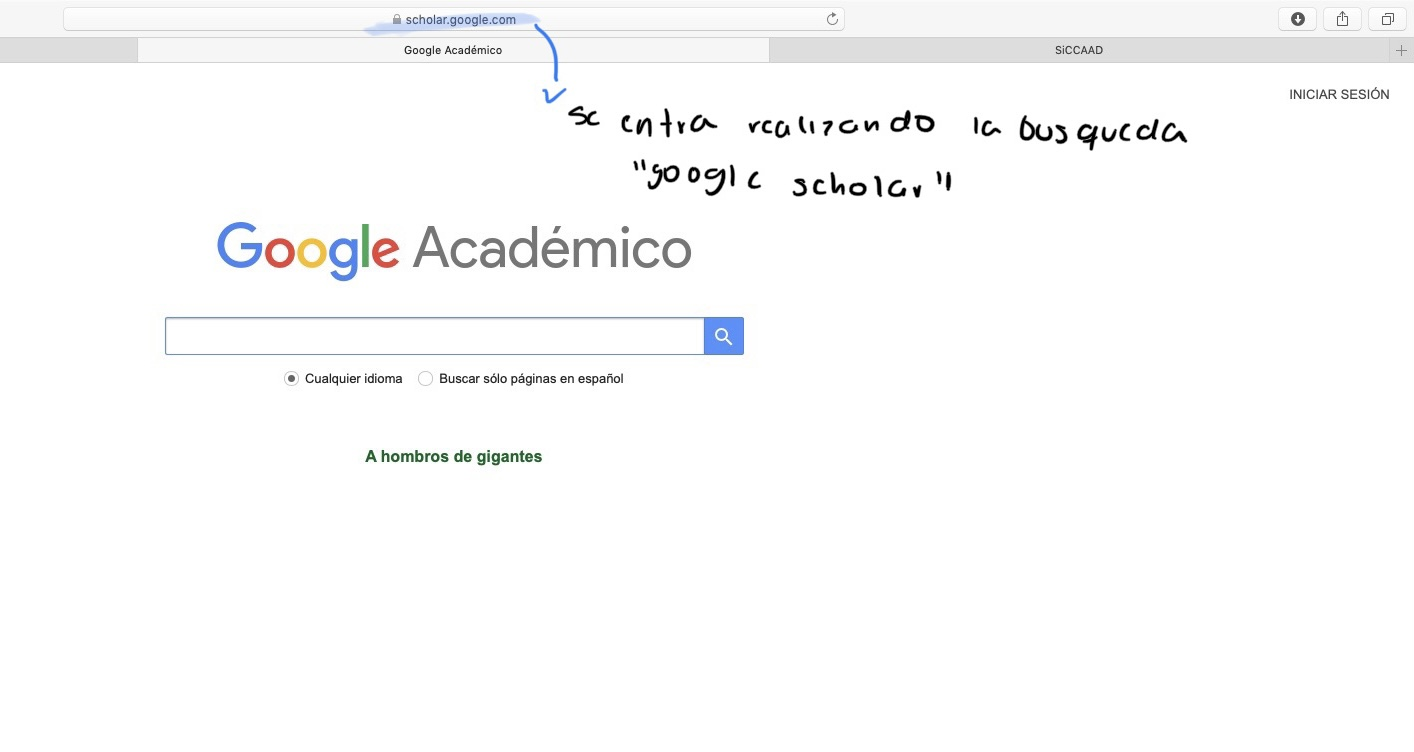 scholar.google.com
Google Académico
SiCCAAD
INICIAR SESIÓN
se entra realizando la busqueda
"google scholar"
Google Académico
Cualquier idioma
Buscar sólo páginas en español
A hombros de gigantes